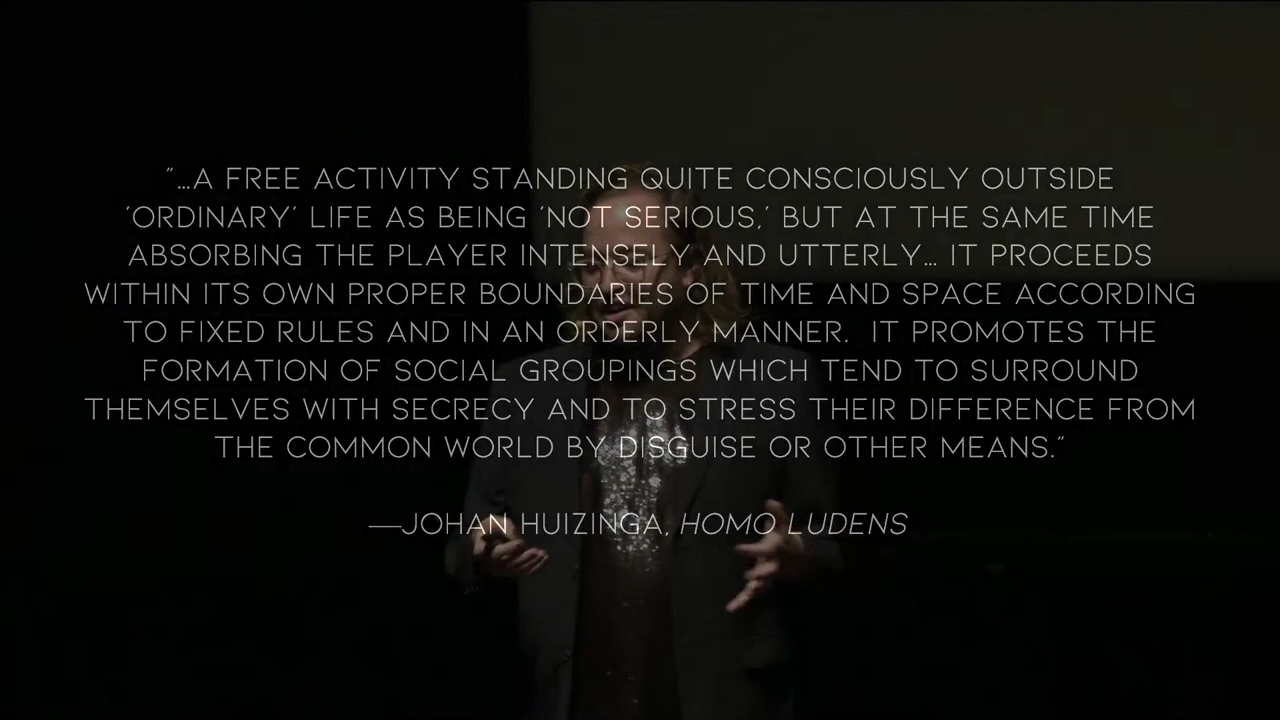 "...A FREE ACTIVITY STANDING QUITE CONSCIOUSLY OUTSIDE
'ORDINARY' LIFE AS BEING 'NOT SERIOUS,' BUT AT THE SAME TIME
ABSORBING THE PLAYER INTENSELY AND UTTERLY... IT PROCEEDS
WITHIN ITS OWN PROPER BOUNDARIES OF TIME AND SPACE ACCORDING
TO FIXED RULES AND IN AN ORDERLY MANNER. IT PROMOTES THE
FORMATION OF SOCIAL GROUPINGS WHICH TEND TO SURROUND
THEMSELVES WITH SECRECY AND TO STRESS THEIR DIFFERENCE FROM
THE COMMON WORLD BY DISGUISE OR OTHER MEANS."
—JOHAN HUIZINGA, HOMO LUDENS